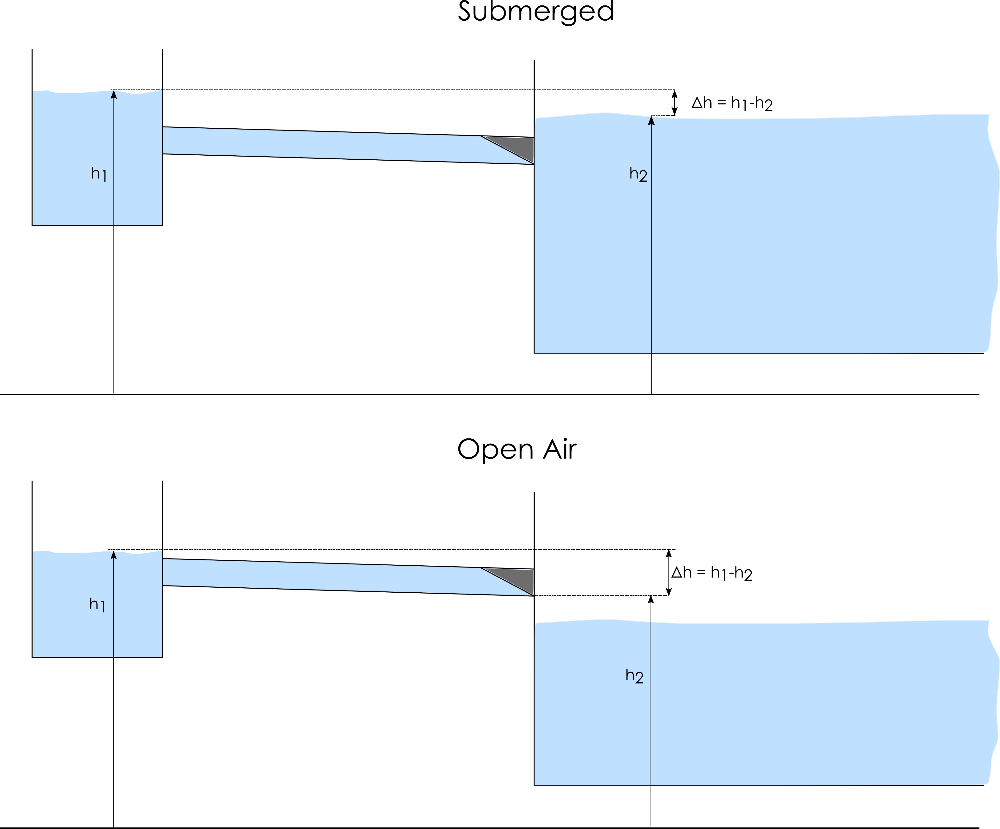 Submerged
Δh = h1-h2
h1
h2
Open Air
Δh = h1-h2
h1
h2